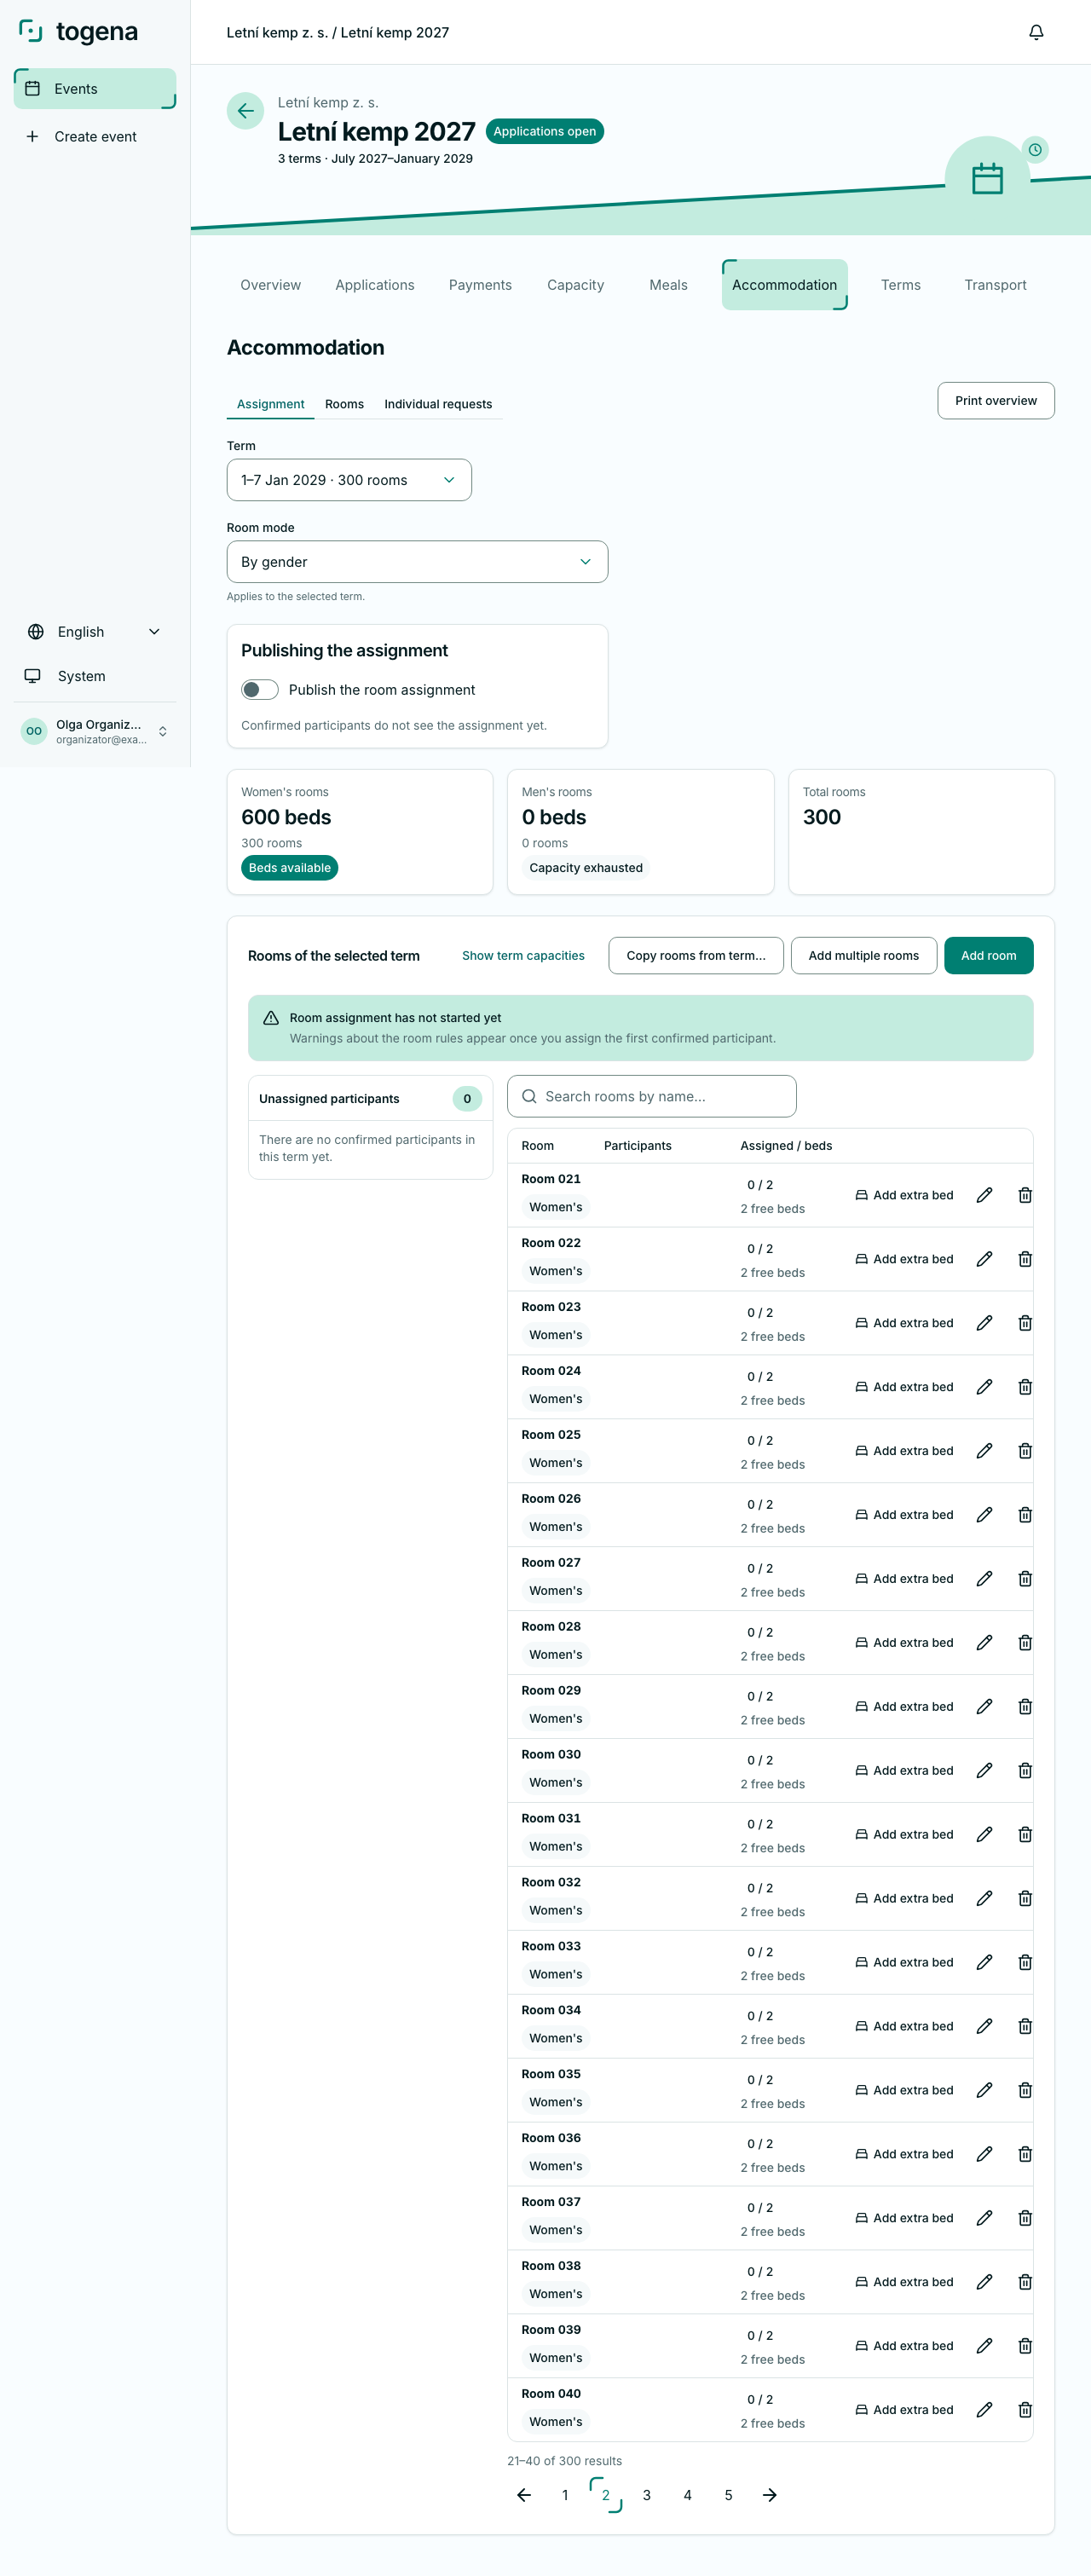 togena
Letní kemp z. s. / Letní kemp 2027
Events
Create event
Letní kemp z. s.
Letní kemp 2027 Applications open
3 terms · July 2027–January 2029
Overview Applications Payments Capacity Meals Accommodation Terms Transport
Accommodation
Assignment Rooms Individual requests
Print overview
Term
1–7 Jan 2029 · 300 rooms
Room mode
By gender
Applies to the selected term.
English
System
OO
Olga Organiz...
organizator@exa...
Publishing the assignment
Publish the room assignment
Confirmed participants do not see the assignment yet.
Women's rooms
600 beds
300 rooms
Beds available
Men's rooms
0 beds
0 rooms
Capacity exhausted
Total rooms
300
Rooms of the selected term
Show term capacities
Copy rooms from term...
Add multiple rooms
Add room
Room assignment has not started yet
Warnings about the room rules appear once you assign the first confirmed participant.
Unassigned participants 0
There are no confirmed participants in
this term yet.
Search rooms by name...
Room Participants Assigned / beds
Room 021
Women's
0 / 2
2 free beds
Add extra bed
Room 022
Women's
0 / 2
2 free beds
Add extra bed
Room 023
Women's
0 / 2
2 free beds
Add extra bed
Room 024
Women's
0 / 2
2 free beds
Add extra bed
Room 025
Women's
0 / 2
2 free beds
Add extra bed
Room 026
Women's
0 / 2
2 free beds
Add extra bed
Room 027
Women's
0 / 2
2 free beds
Add extra bed
Room 028
Women's
0 / 2
2 free beds
Add extra bed
Room 029
Women's
0 / 2
2 free beds
Add extra bed
Room 030
Women's
0 / 2
2 free beds
Add extra bed
Room 031
Women's
0 / 2
2 free beds
Add extra bed
Room 032
Women's
0 / 2
2 free beds
Add extra bed
Room 033
Women's
0 / 2
2 free beds
Add extra bed
Room 034
Women's
0 / 2
2 free beds
Add extra bed
Room 035
Women's
0 / 2
2 free beds
Add extra bed
Room 036
Women's
0 / 2
2 free beds
Add extra bed
Room 037
Women's
0 / 2
2 free beds
Add extra bed
Room 038
Women's
0 / 2
2 free beds
Add extra bed
Room 039
Women's
0 / 2
2 free beds
Add extra bed
Room 040
Women's
0 / 2
2 free beds
Add extra bed
21–40 of 300 results
1 2 3 4 5